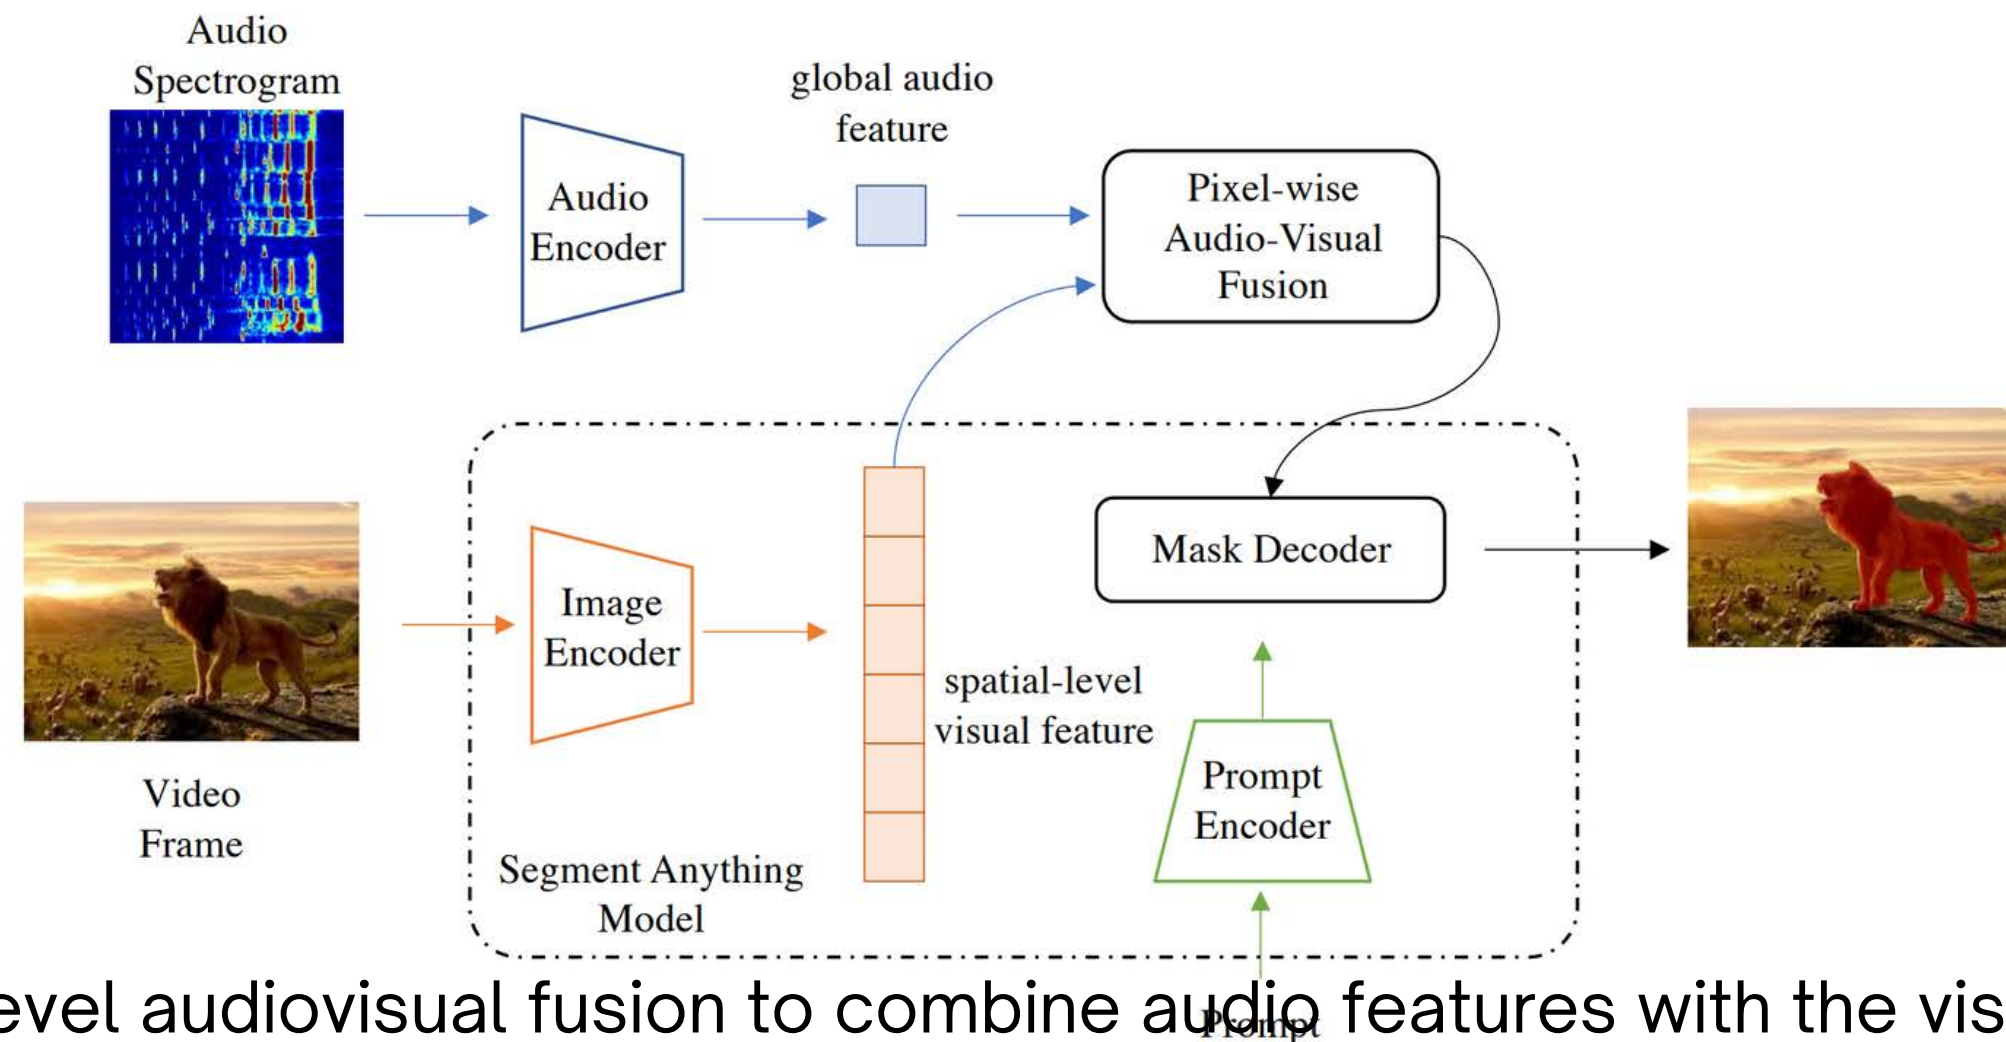 Audio
Spectrogram
global audio
feature
Audio
Encoder
Pixel-wise
Audio-Visual
Fusion
Image
Encoder
Mask Decoder
spatial-level
visual feature
Video
Frame
Prompt
Encoder
Segment Anything
Model
evel audiovisual fusion to combine audio features with the vis
Prompt